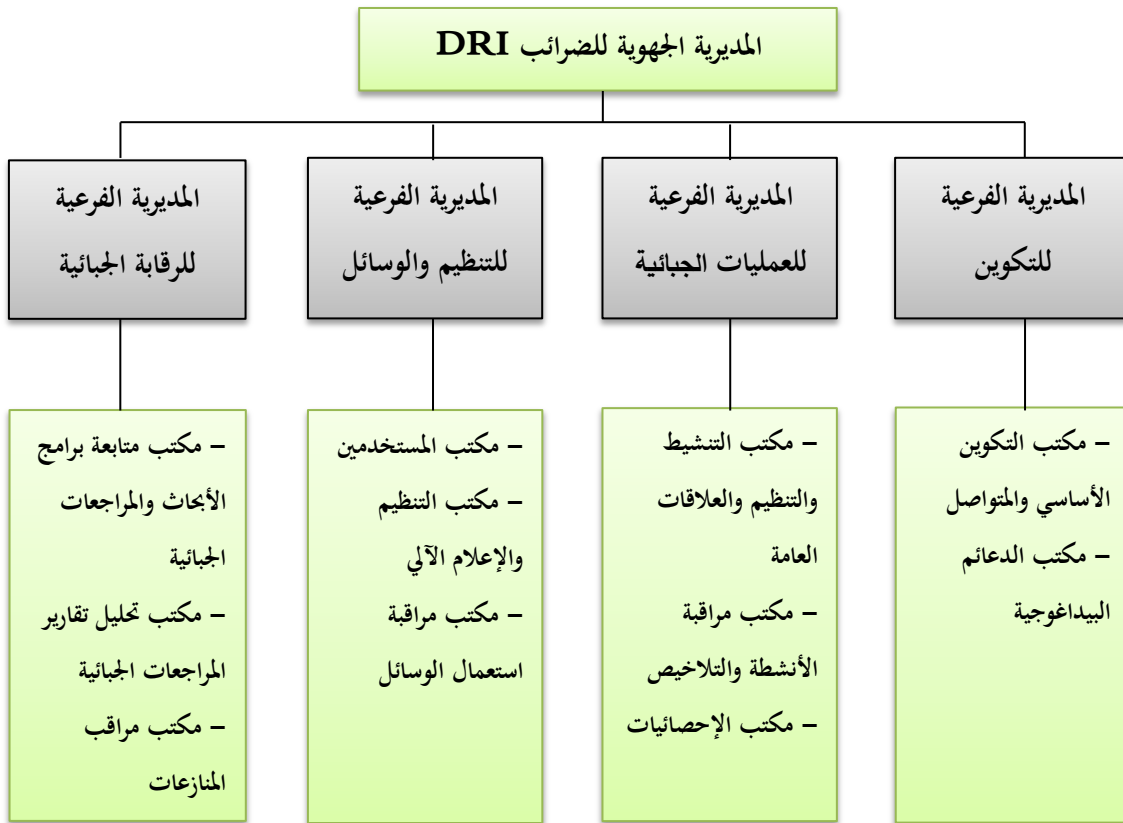 المديرية الجهوية للضرائب DRI
المديرية الفرعية
للتكوين
المديرية الفرعية
للعمليات الجبائية
المديرية الفرعية
للتنظيم والوسائل
المديرية الفرعية
للرقابة الجبائية
– مكتب التكوين
الأساسي والمتواصل
– مكتب الدعائم
البيداغوجية
– مكتب التنشيط
والتنظيم والعلاقات
العامة
– مكتب مراقبة
الأنشطة والتلاخيص
– مكتب الإحصائيات
– مكتب المستخدمين
– مكتب التنظيم
والإعلام الآلي
– مكتب مراقبة
استعمال الوسائل
– مكتب متابعة برامج
الأبحاث والمراجعات
الجبائية
– مكتب تحليل تقارير
المراجعات الجبائية
– مكتب مراقب
المنازعات